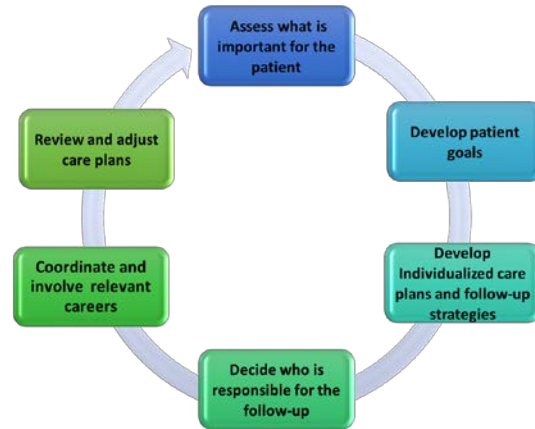 Assess what is
important for the
patient
Develop patient
goals
Develop
Individualized care
plans and follow-up
strategies
Decide who is
responsible for the
follow-up
Coordinate and
involve relevant
careers
Review and adjust
care plans